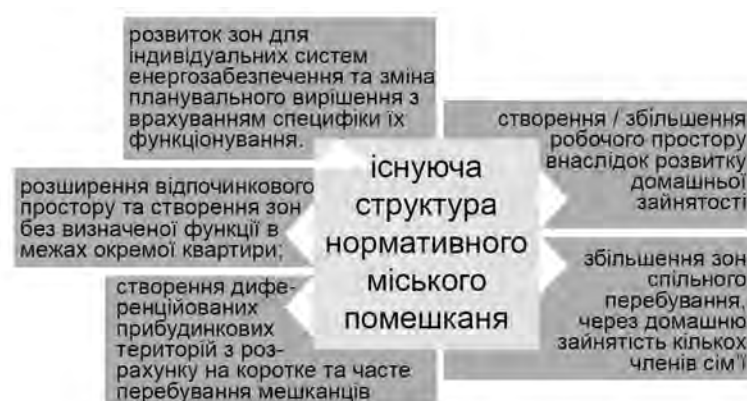 розвиток зон для
індивідуальних систем
енергозабезпечення та зміна
планувального вирішення з
врахуванням специфіки їх
функціонування.
розширення відпочинкового
простору та створення зон
без визначеної функції в
межах окремої квартири;
створення дифе-
ренційованих
прибудинкових
територій з роз-
рахунку на коротке та часте
перебування мешканців
існуюча
структура
нормативного
міського
помешканя
створення / збільшення
робочого простору
внаслідок розвитку
домашньої
зайнятості
збільшення зон
спільного
перебування,
через домашню
зайнятість кількох
членів сім"ї